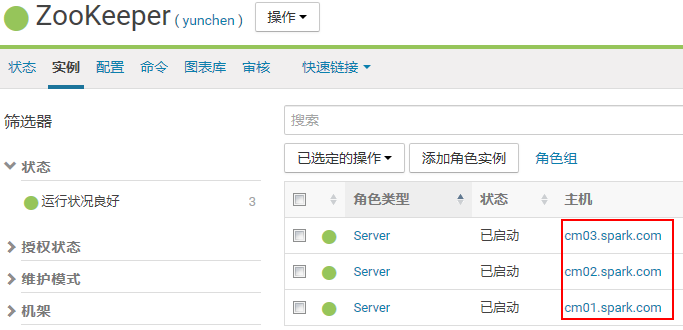 ZooKeeper ( yunchen ) 操作
状态 实例 配置 命令 图表库 审核 快速链接
筛选器
状态
运行状况良好 3
授权状态
维护模式
机架
搜索
已选定的操作 添加角色实例 角色组
角色类型 状态 主机
Server 已启动 cm03.spark.com
Server 已启动 cm02.spark.com
Server 已启动 cm01.spark.com